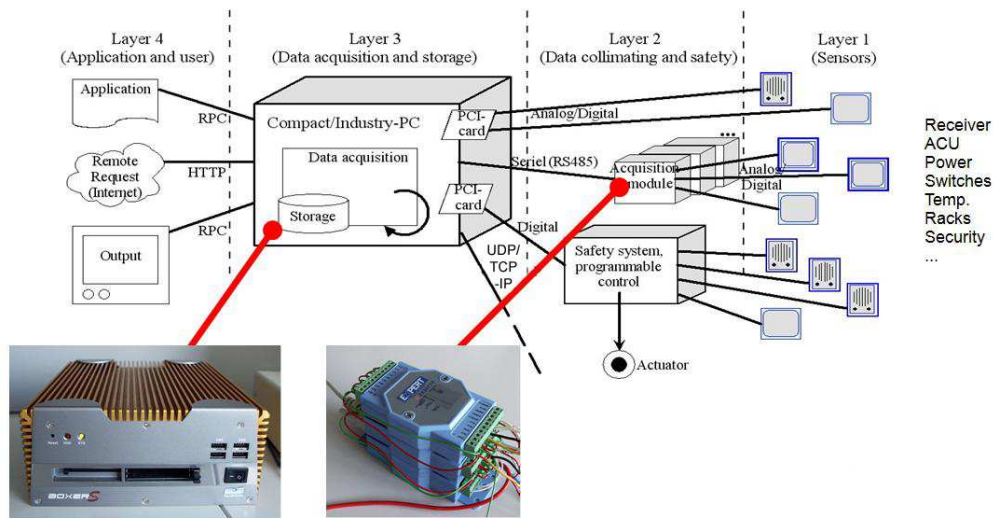 Layer 4
(Application and user)
Layer 3
(Data acquisition and storage)
Layer 2
(Data collimating and safety)
Layer 1
(Sensors)
Application
RPC
Remote
Request
(Internet)
HTTP
Output
RPC
Compact/Industry-PC
Data acquisition
Storage
PCI-
card
PCI-
card
Analog/Digital
Seriel (RS485)
Digital
UDP/
TCP
-IP
...
Acquisition
module
Analog/
Digital
Safety system,
programmable
control
Actuator
Receiver
ACU
Power
Switches
Temp.
Racks
Security
...
BOXER S
EXPERT